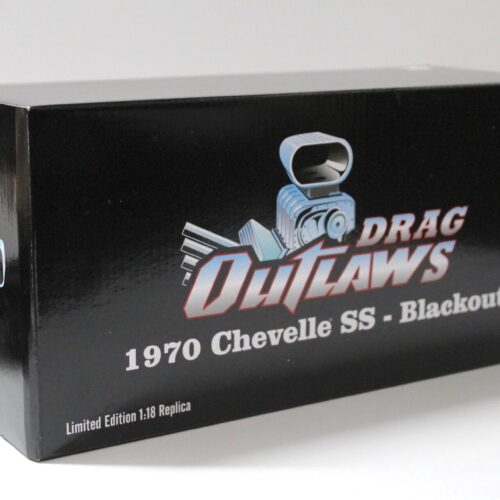 DRAG
OUTLAWS
1970 Chevelle SS - Blackout
Limited Edition 1:18 Replica